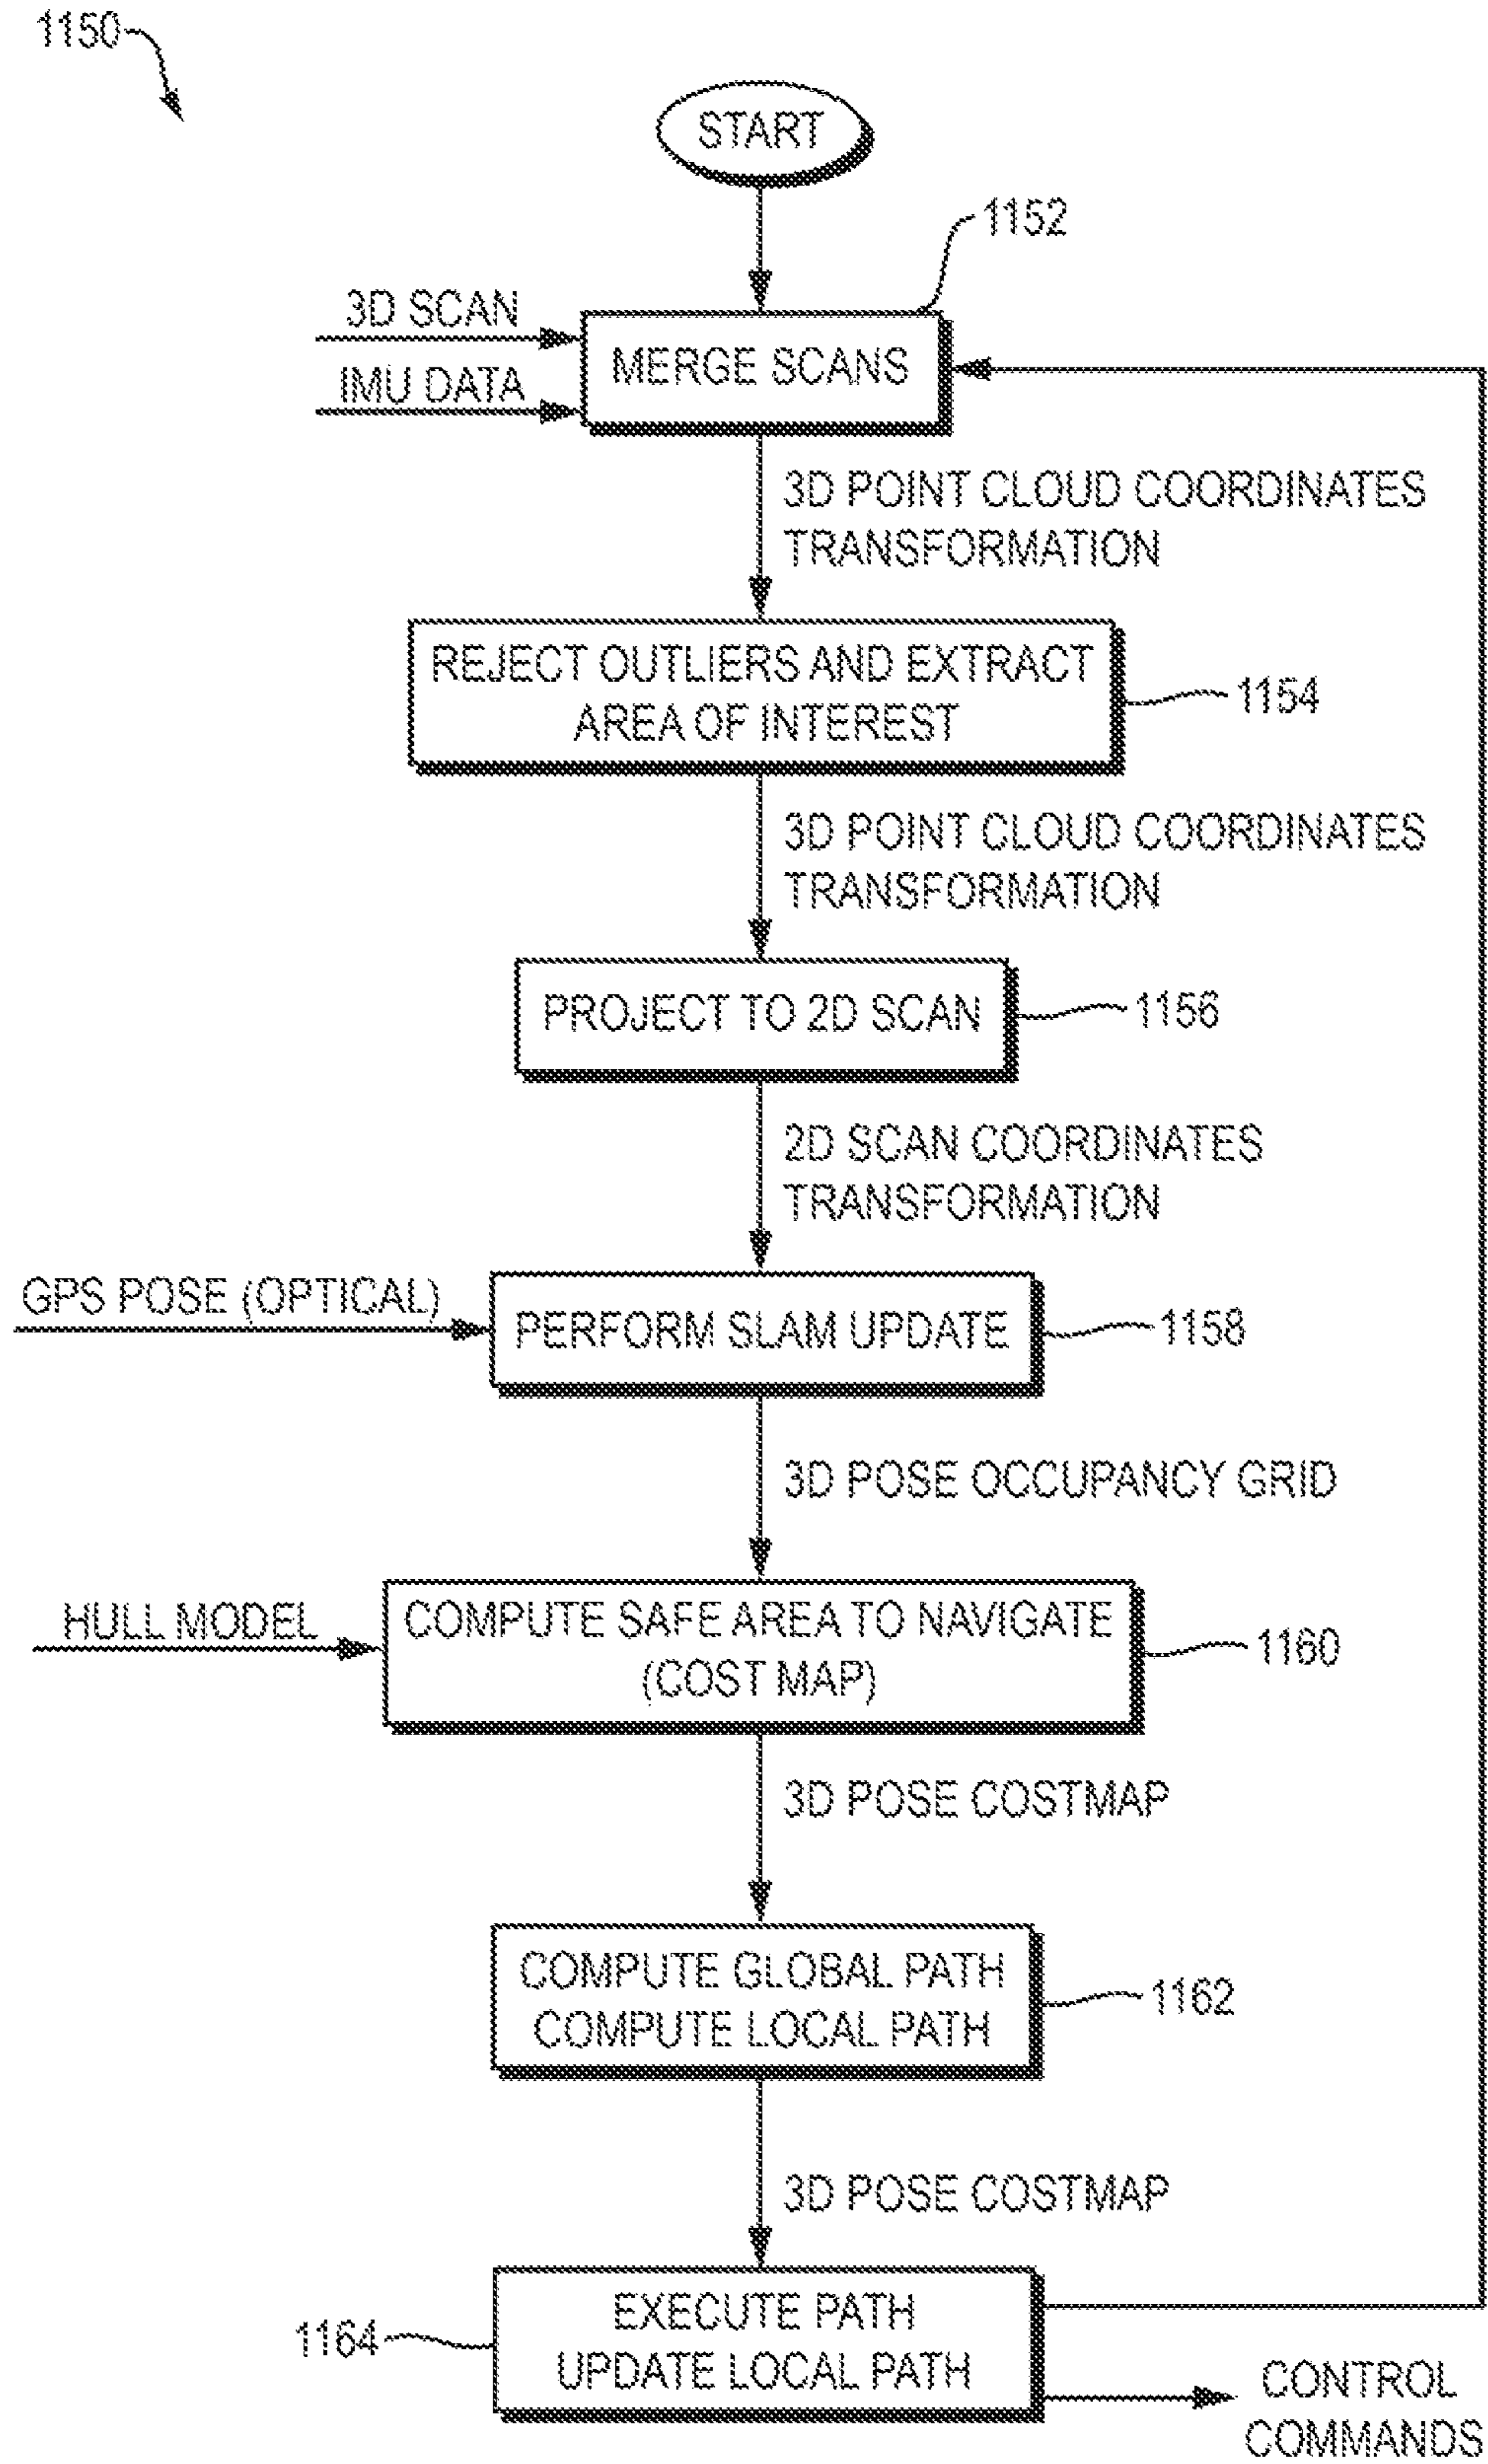 1150
START
1152
3D SCAN
IMU DATA
MERGE SCANS
3D POINT CLOUD COORDINATES
TRANSFORMATION
REJECT OUTLIERS AND EXTRACT
AREA OF INTEREST
1154
3D POINT CLOUD COORDINATES
TRANSFORMATION
PROJECT TO 2D SCAN
1156
2D SCAN COORDINATES
TRANSFORMATION
GPS POSE (OPTICAL)
PERFORM SLAM UPDATE
1158
3D POSE OCCUPANCY GRID
HULL MODEL
COMPUTE SAFE AREA TO NAVIGATE
(COST MAP)
1160
3D POSE COSTMAP
COMPUTE GLOBAL PATH
COMPUTE LOCAL PATH
1162
3D POSE COSTMAP
1164
EXECUTE PATH
UPDATE LOCAL PATH
CONTROL
COMMANDS